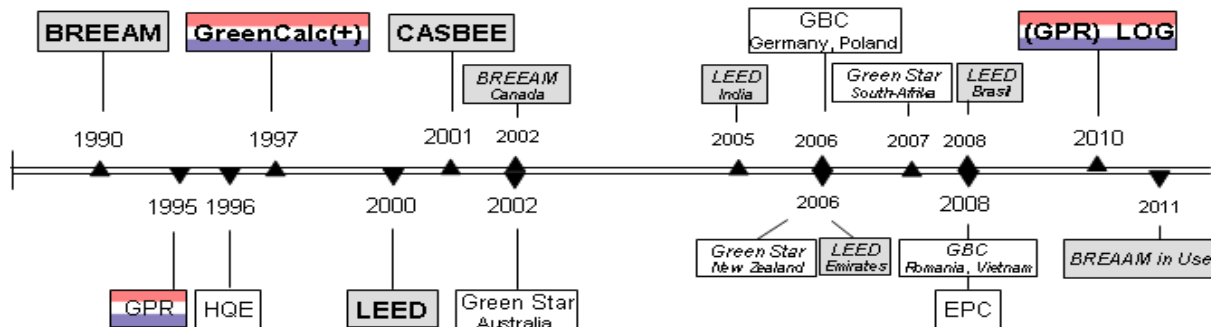 BREEAM
GreenCalc(+)
CASBEE
BREEAM
Canada
LEED
India
GBC
Germany, Poland
Green Star
South-Afrika
LEED
Brasil
(GPR) LOG
1990
1997
2001
2002
2005
2006
2007
2008
2010
1995
1996
2000
2002
2006
2008
2011
GPR
HQE
LEED
Green Star
Australia
Green Star
New Zealand
LEED
Emirates
GBC
Romania, Vietnam
EPC
BREAAM in Use